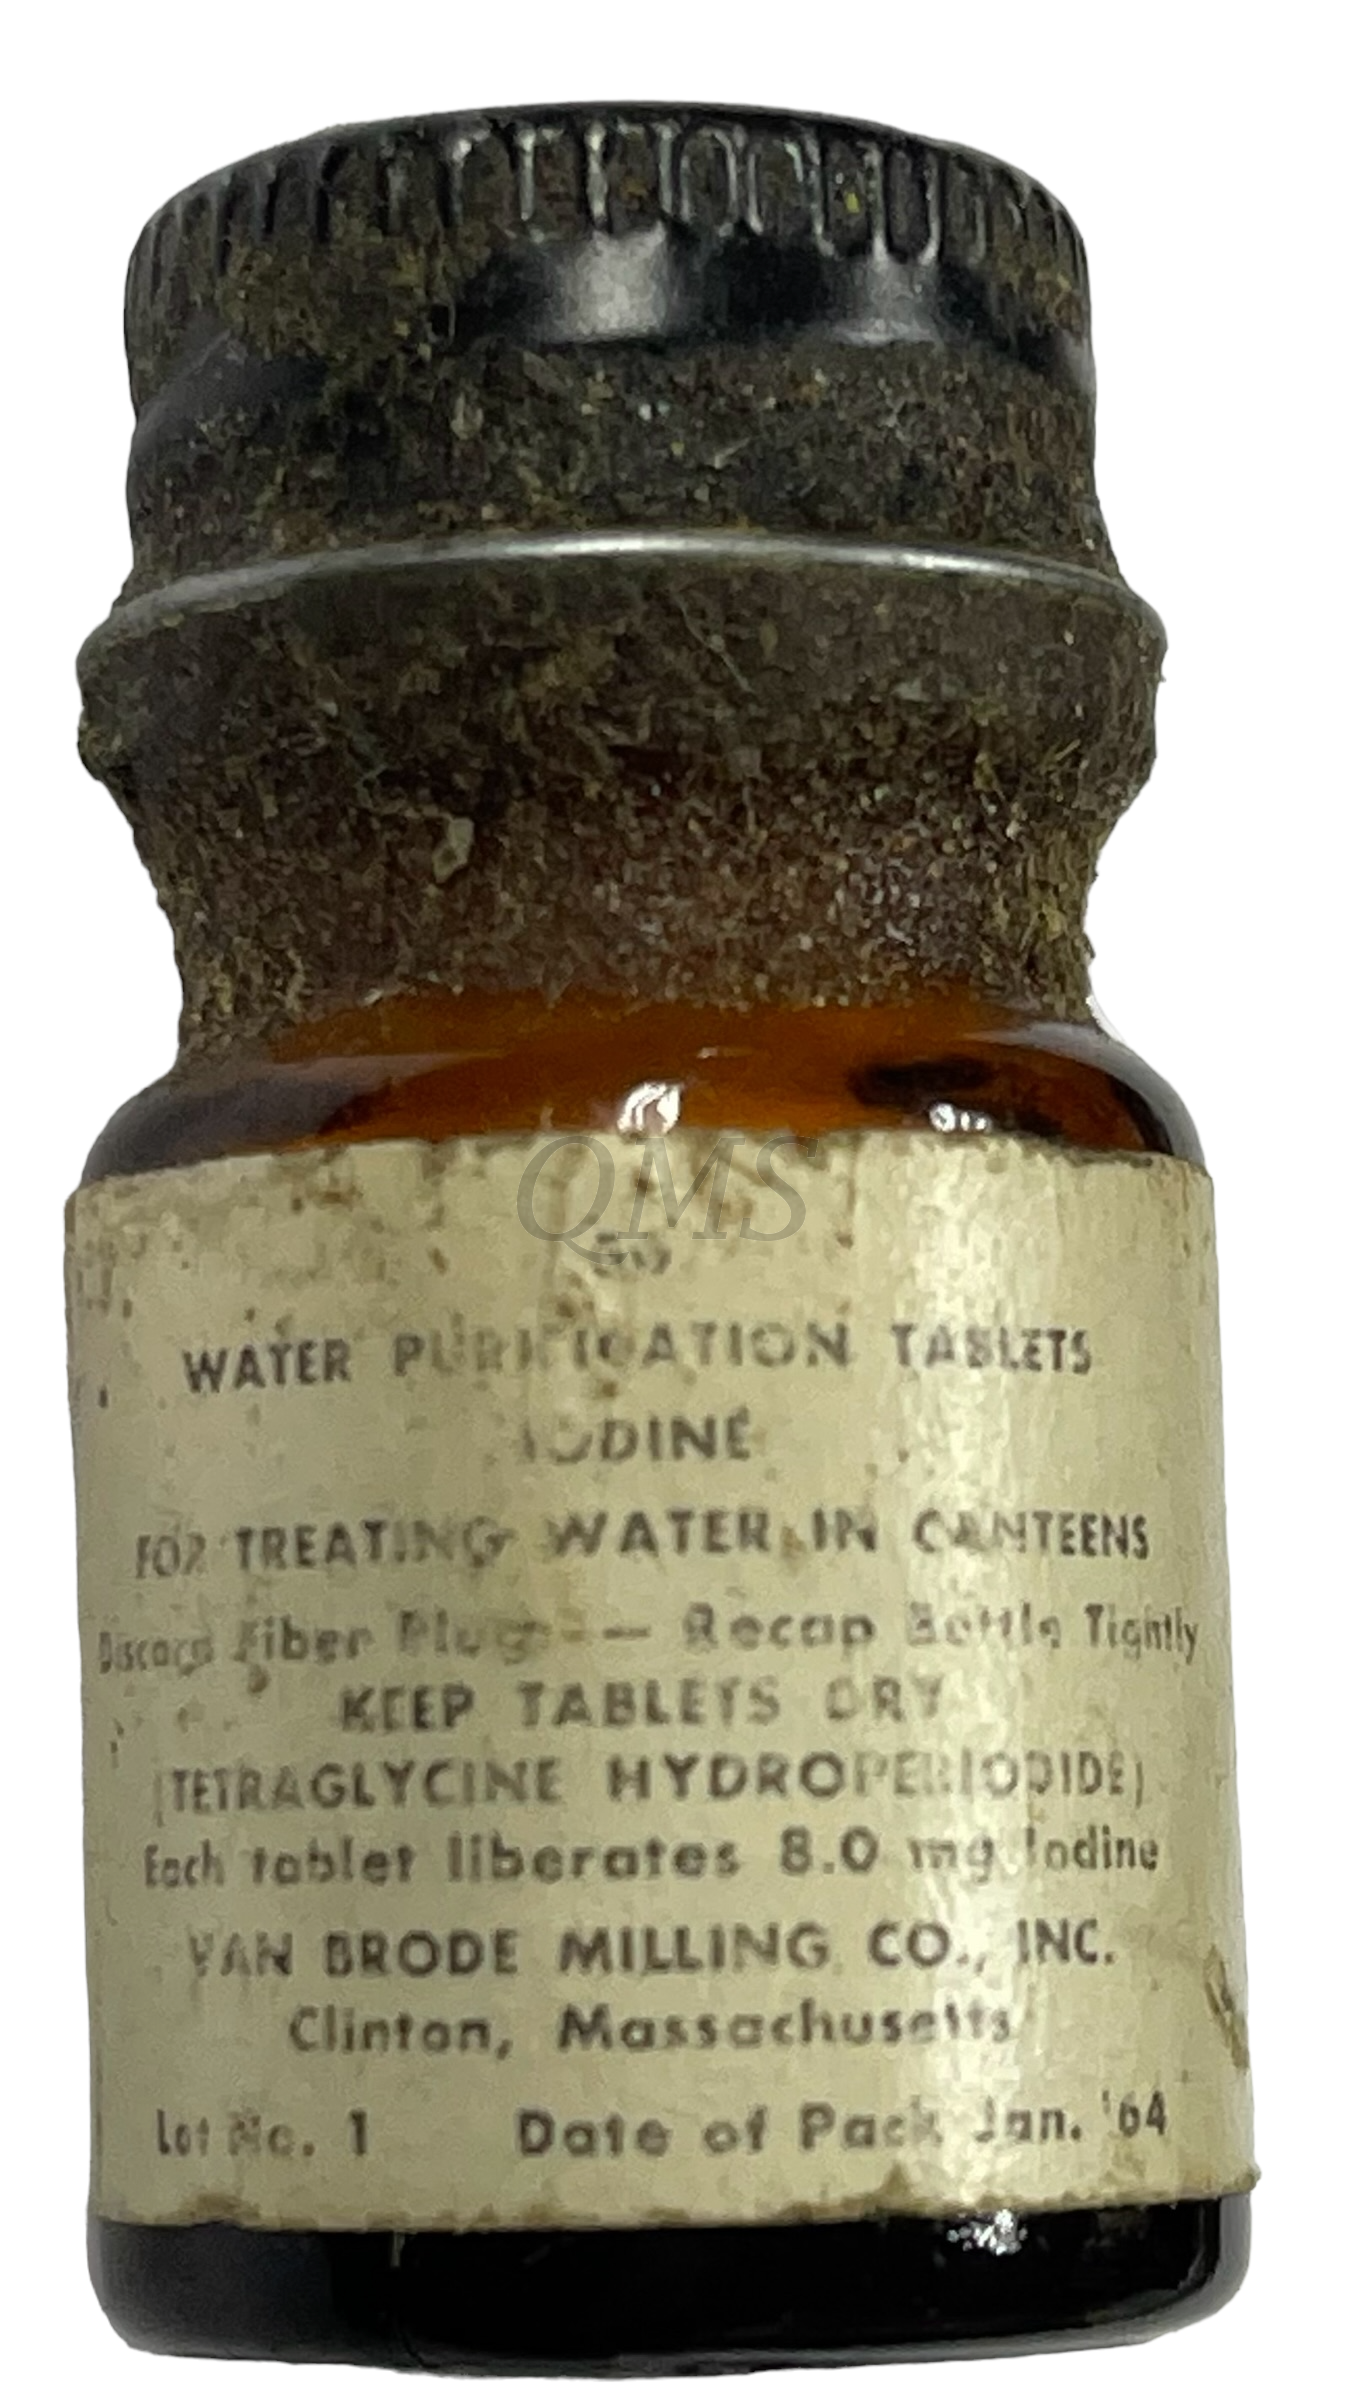 QMS
50
WATER PURIFICATION TABLETS
IODINE
FOR TREATING WATER IN CANTEENS
Discard Fiber Plug — Recap Bottle Tightly
KEEP TABLETS DRY
(TETRAGLYCINE HYDROPERIODIDE)
Each tablet liberates 8.0 mg Iodine
VAN BRODE MILLING CO., INC.
Clinton, Massachusetts
Lot No. 1 Date of Pack Jan. '64